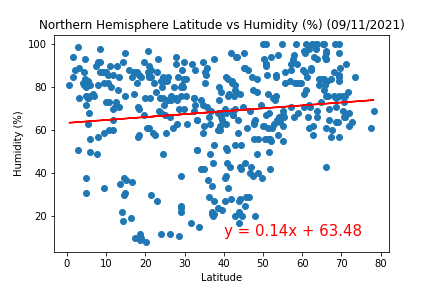 Northern Hemisphere Latitude vs Humidity (%) (09/11/2021)
100
80
60
40
20
Humidity (%)
y = 0.14x + 63.48
0 10 20 30 40 50 60 70 80
Latitude